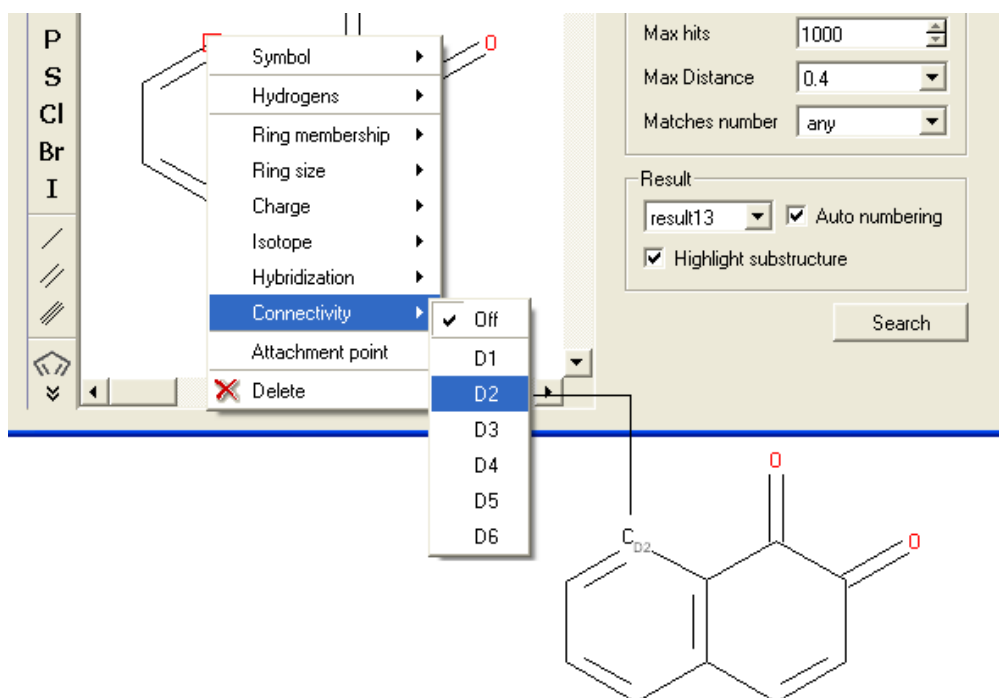 P
S
Cl
Br
I
O
Symbol
Hydrogens
Ring membership
Ring size
Charge
Isotope
Hybridization
Connectivity
Attachment point
Delete
Off
D1
D2
D3
D4
D5
D6
Max hits 1000
Max Distance 0.4
Matches number any
Result
result13 Auto numbering
Highlight substructure
Search
O
O
C D2